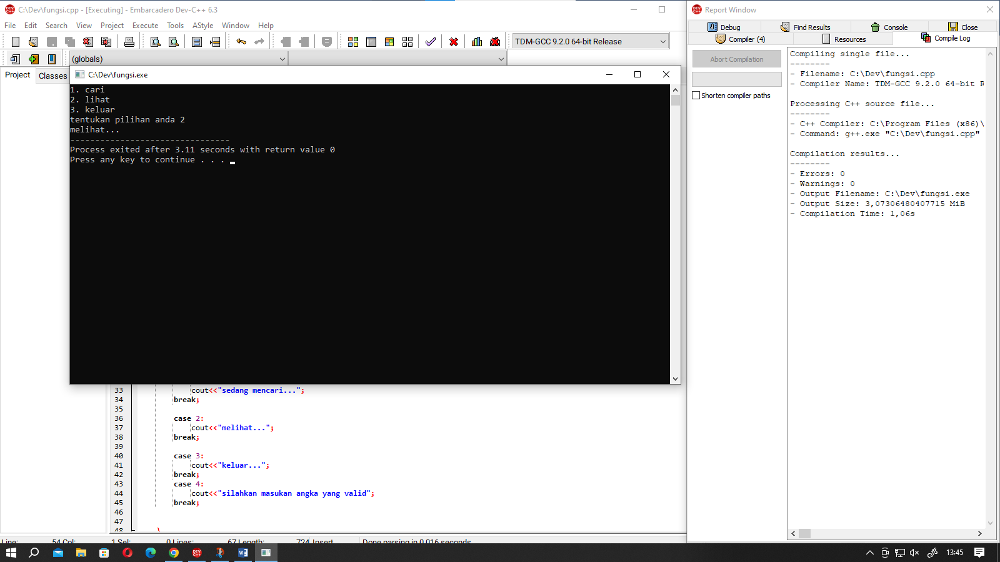 C:\Dev\fungsi.cpp - [Executing] - Embarcadero Dev-C++ 6.3
File Edit Search View Project Execute Tools AStyle Window Help
TDM-GCC 9.2.0 64-bit Release
(globals)
Project Classes
C:\Dev\fungsi.exe
1. cari
2. lihat
3. keluar
tentukan pilihan anda 2
melihat...
--------------------------------
Process exited after 3.11 seconds with return value 0
Press any key to continue . . .
33 cout<<"sedang mencari...";
34 break;
35
36 case 2:
37 cout<<"melihat...";
38 break;
39
40 case 3:
41 cout<<"keluar...";
42 break;
43 case 4:
44 cout<<"silahkan masukan angka yang valid";
45 break;
46
47
48 }
Line: 54 Col: 1 Sel: 0 Lines: 67 Length: 724 Insert Done parsing in 0.016 seconds
Report Window
Debug Find Results Console Close
Compiler (4) Resources Compile Log
Abort Compilation
Shorten compiler paths
Compiling single file...
--------
- Filename: C:\Dev\fungsi.cpp
- Compiler Name: TDM-GCC 9.2.0 64-bit R
Processing C++ source file...
--------
- C++ Compiler: C:\Program Files (x86)\
- Command: g++.exe "C:\Dev\fungsi.cpp"
Compilation results...
--------
- Errors: 0
- Warnings: 0
- Output Filename: C:\Dev\fungsi.exe
- Output Size: 3,07306480407715 MiB
- Compilation Time: 1,06s
13:45